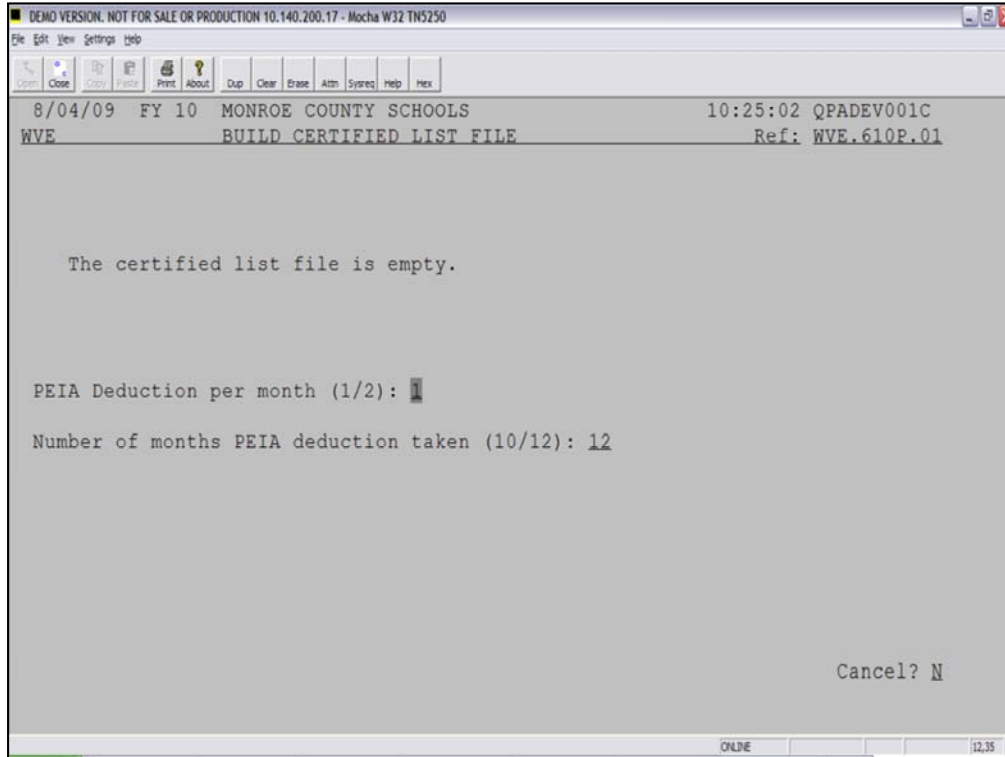 DEMO VERSION. NOT FOR SALE OR PRODUCTION 10.140.200.17 - Mocha W32 TN5250
File Edit View Settings Help
Open Close Copy Paste Print About Dup Clear Erase Attn Sysreq Help Hex
8/04/09 FY 10 MONROE COUNTY SCHOOLS 10:25:02 QPADEV001C
WVE BUILD CERTIFIED LIST FILE Ref: WVE.610P.01
The certified list file is empty.
PEIA Deduction per month (1/2): 1
Number of months PEIA deduction taken (10/12): 12
Cancel? N
ONLINE 12,35